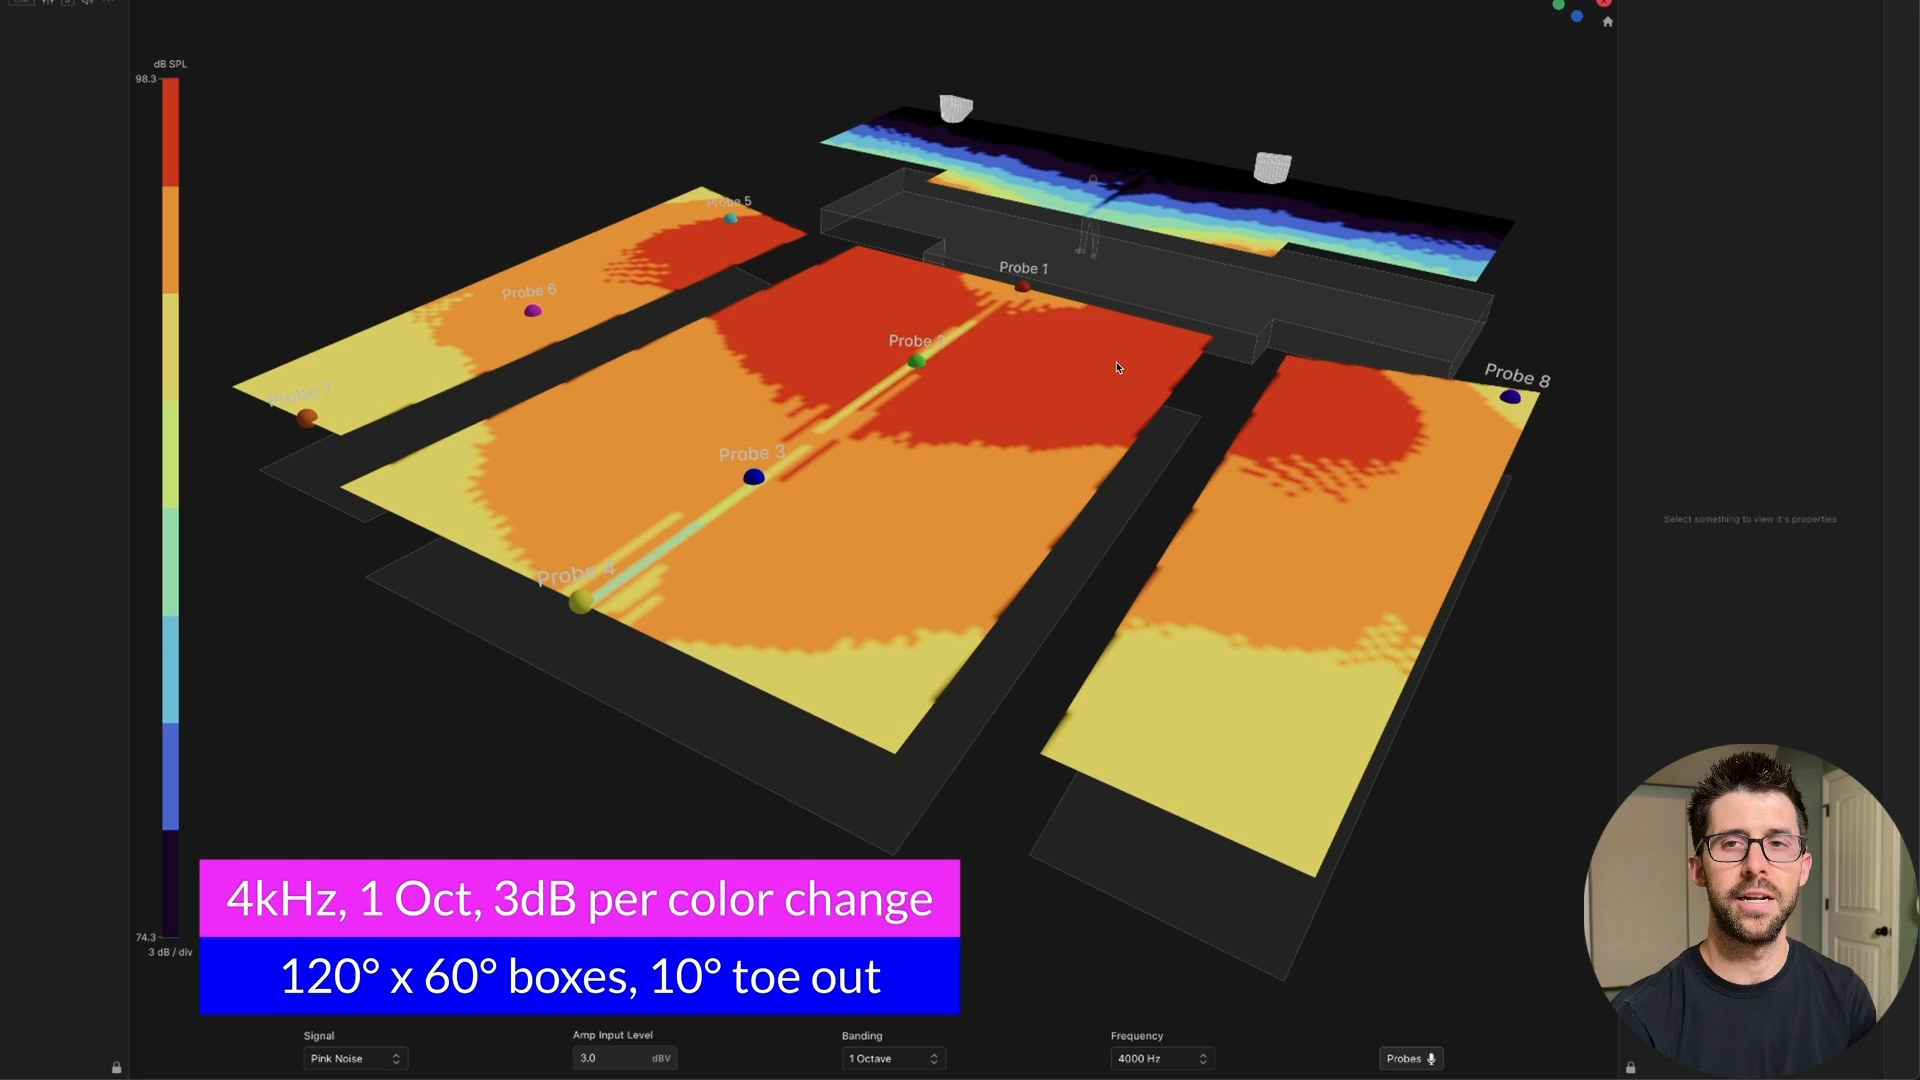 dB SPL
98.3
Probe 5
Probe 1
Probe 6
Probe 2
Probe 8
Probe 7
Probe 3
Select something to view it's properties
Probe 4
4kHz, 1 Oct, 3dB per color change
74.3
3 dB / div
120° x 60° boxes, 10° toe out
Signal
Amp Input Level
Banding
Frequency
Pink Noise
3.0 dBV
1 Octave
4000 Hz
Probes